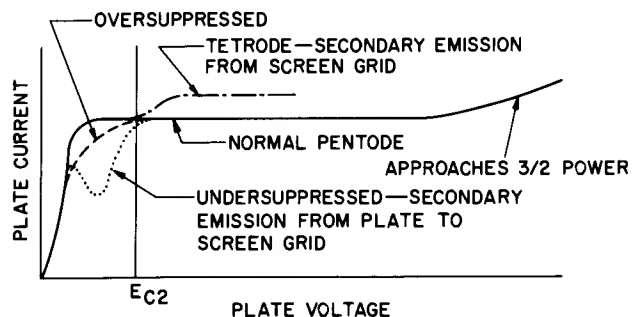 OVERSUPPRESSED
TETRODE—SECONDARY EMISSION
FROM SCREEN GRID
NORMAL PENTODE
APPROACHES 3/2 POWER
UNDERSUPPRESSED—SECONDARY
EMISSION FROM PLATE TO
SCREEN GRID
PLATE CURRENT
EC2
PLATE VOLTAGE